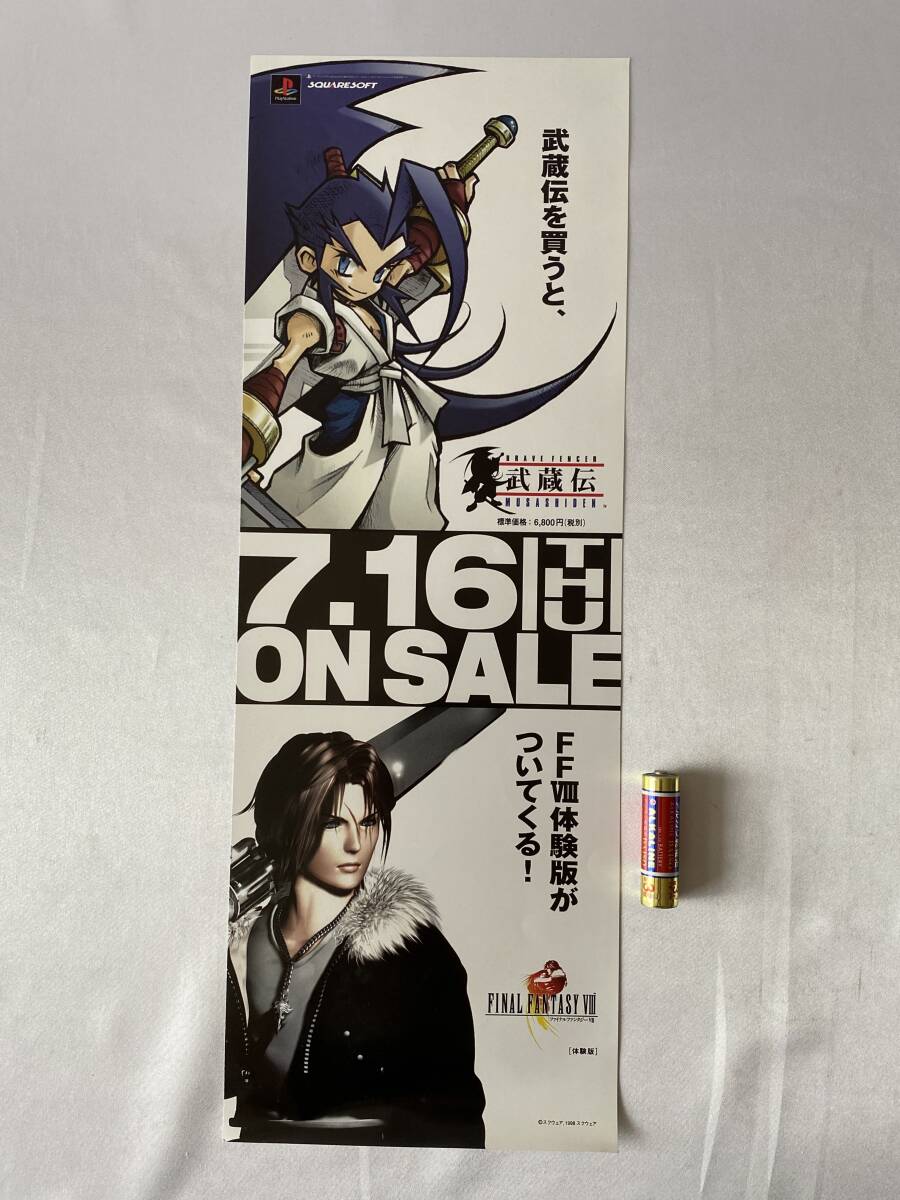 PlayStation
SQUARESOFT
武蔵伝を買うと、
BRAVE FENCER
武蔵伝
MUSASHIDEN
標準価格：6,800円（税別）
7.16 THU
ON SALE
FFⅧ体験版が
ついてくる！
FINAL FANTASY VIII
ファイナルファンタジーVIII
［体験版］
©スクウェア, 1998 スクウェア
ALKALINE